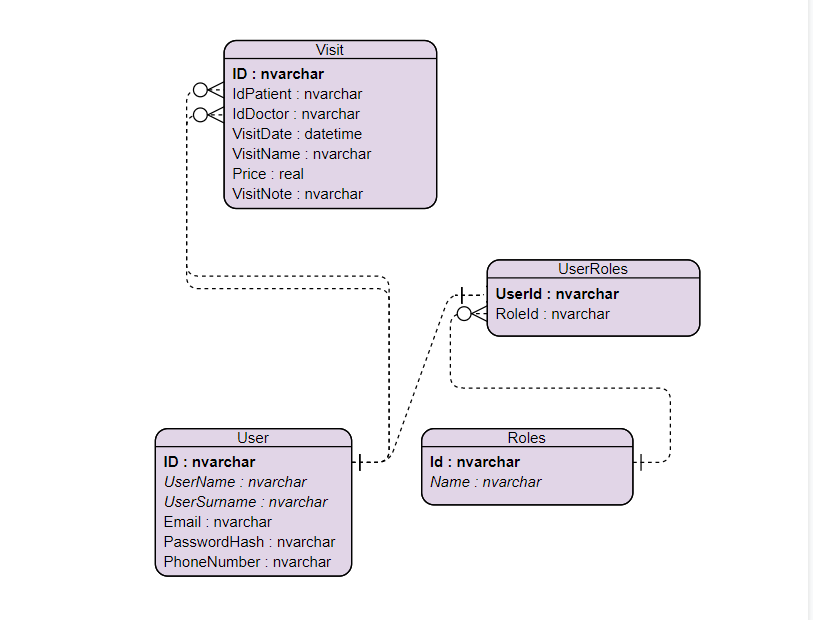 Visit
ID : nvarchar
IdPatient : nvarchar
IdDoctor : nvarchar
VisitDate : datetime
VisitName : nvarchar
Price : real
VisitNote : nvarchar
UserRoles
UserId : nvarchar
RoleId : nvarchar
User
ID : nvarchar
UserName : nvarchar
UserSurname : nvarchar
Email : nvarchar
PasswordHash : nvarchar
PhoneNumber : nvarchar
Roles
Id : nvarchar
Name : nvarchar